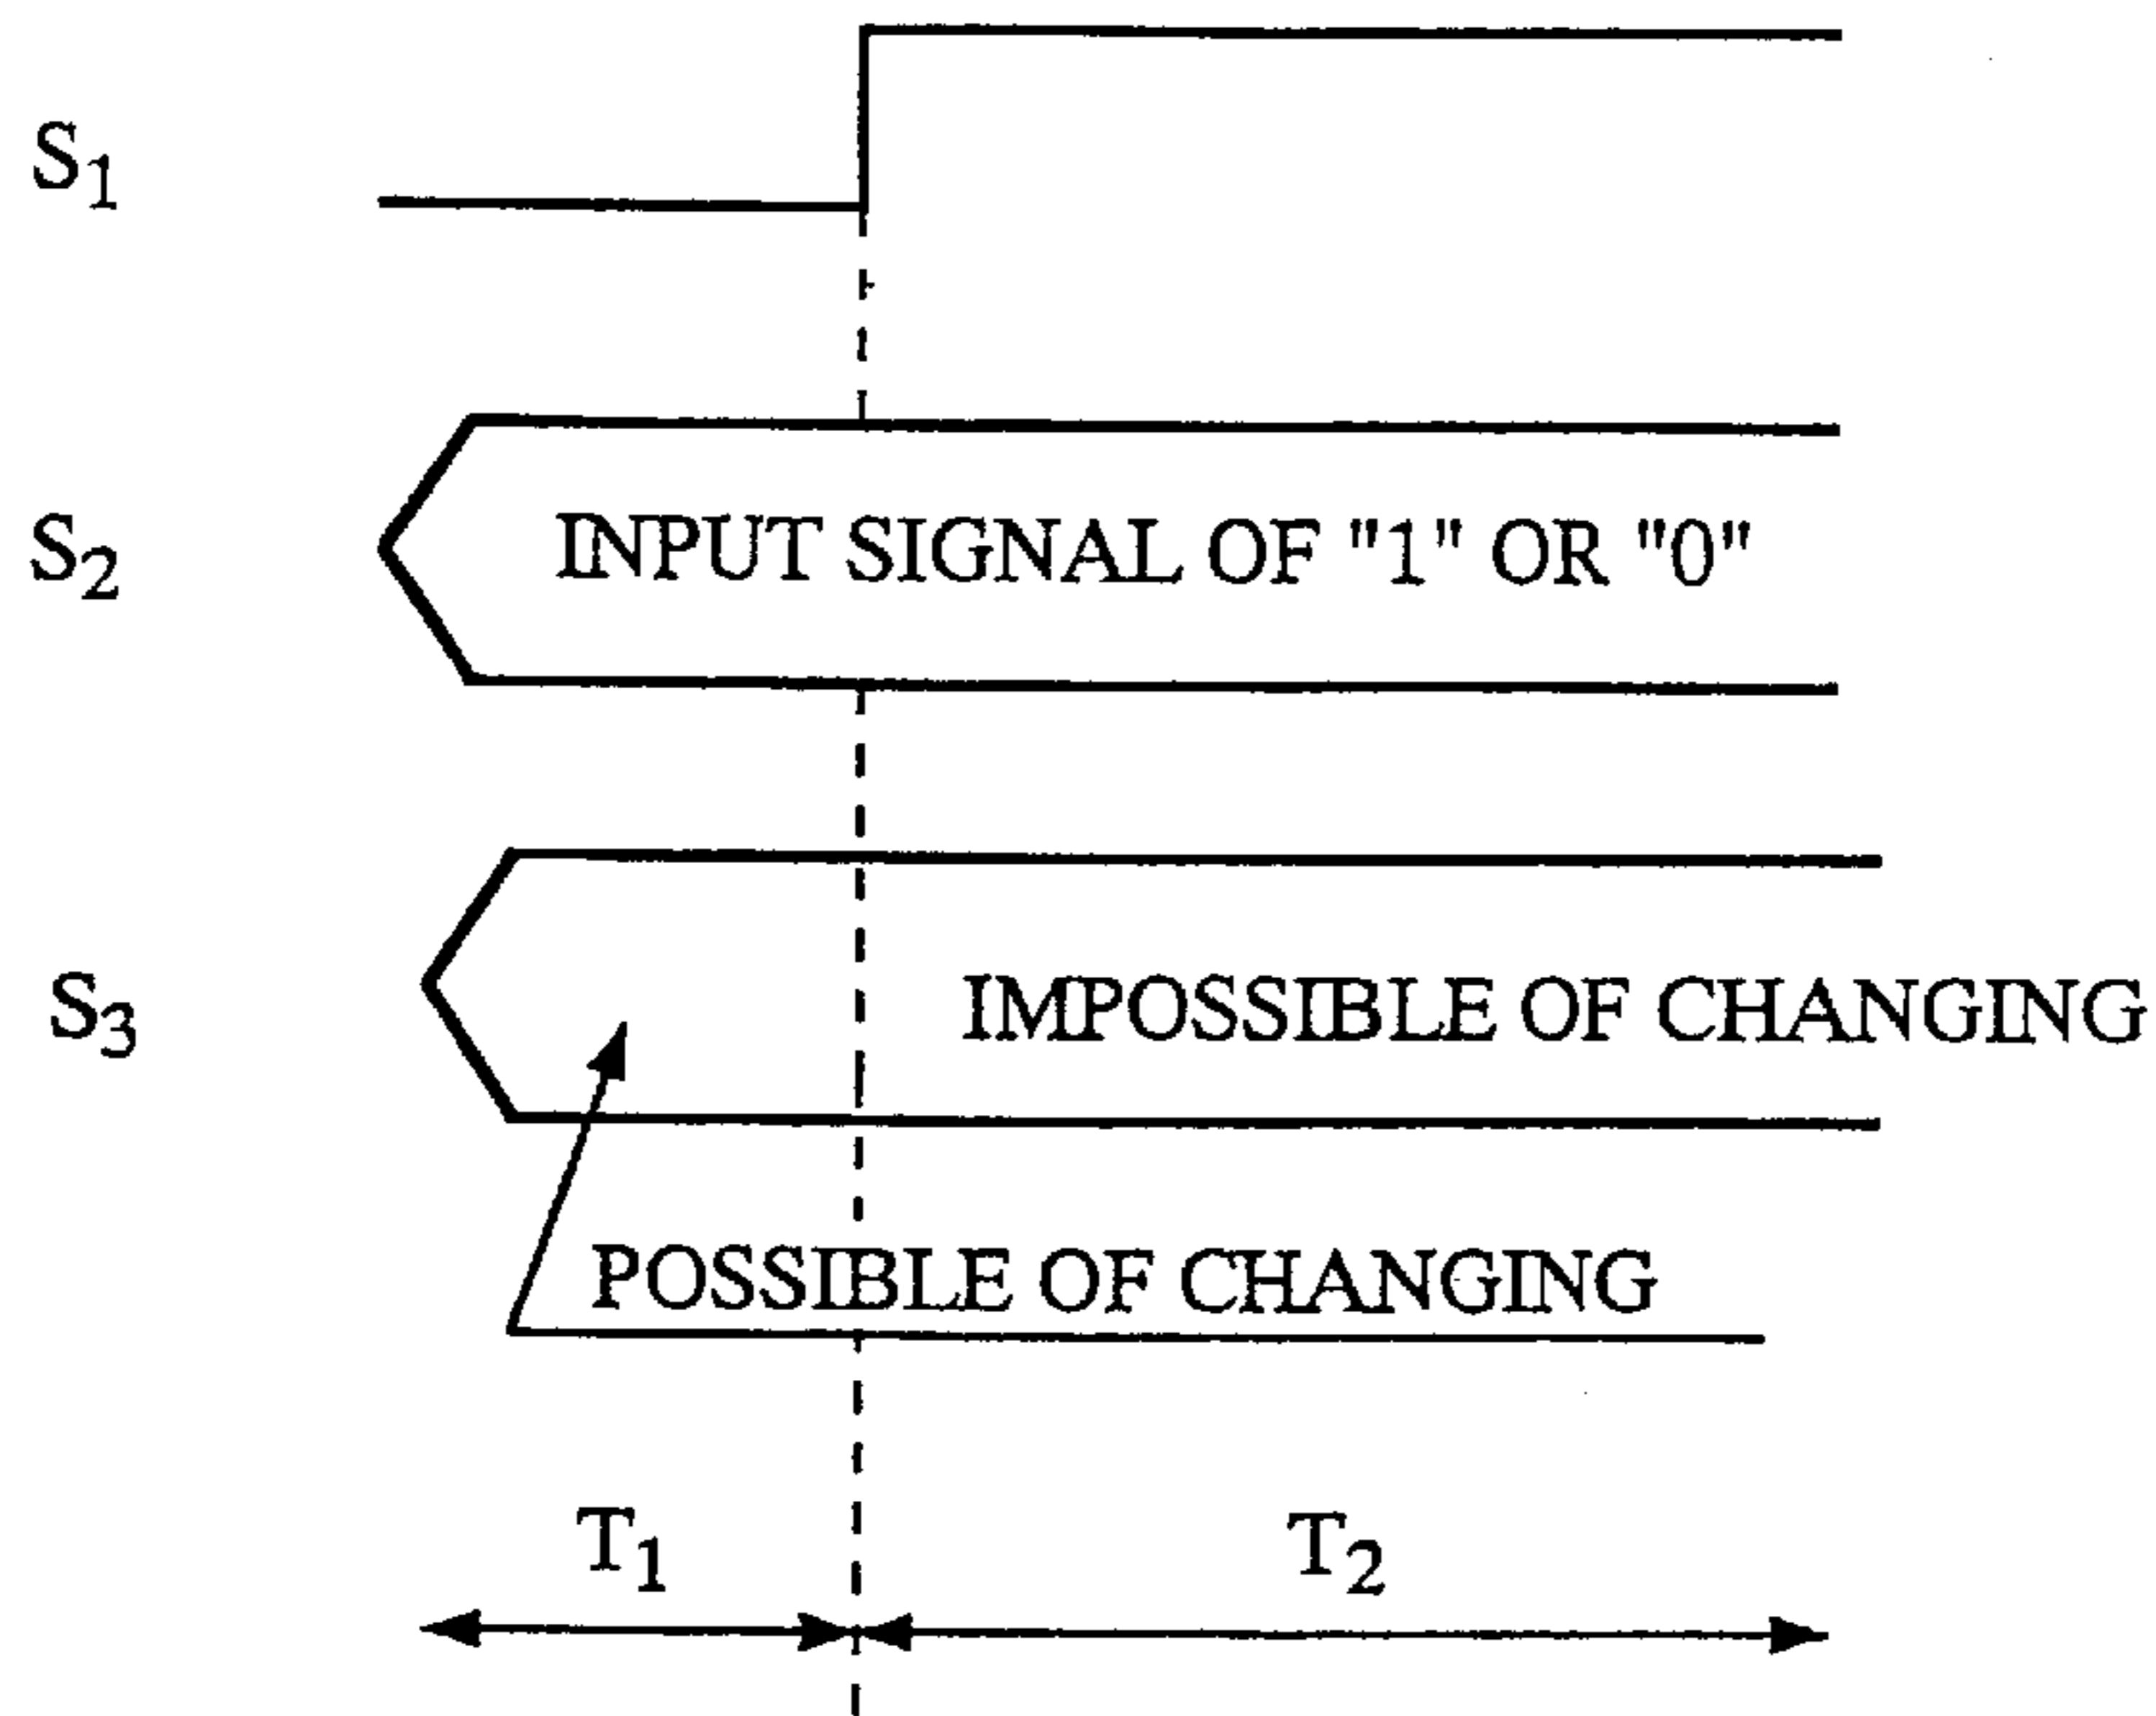 S1
S2
INPUT SIGNAL OF "1" OR "0"
S3
IMPOSSIBLE OF CHANGING
POSSIBLE OF CHANGING
T1
T2